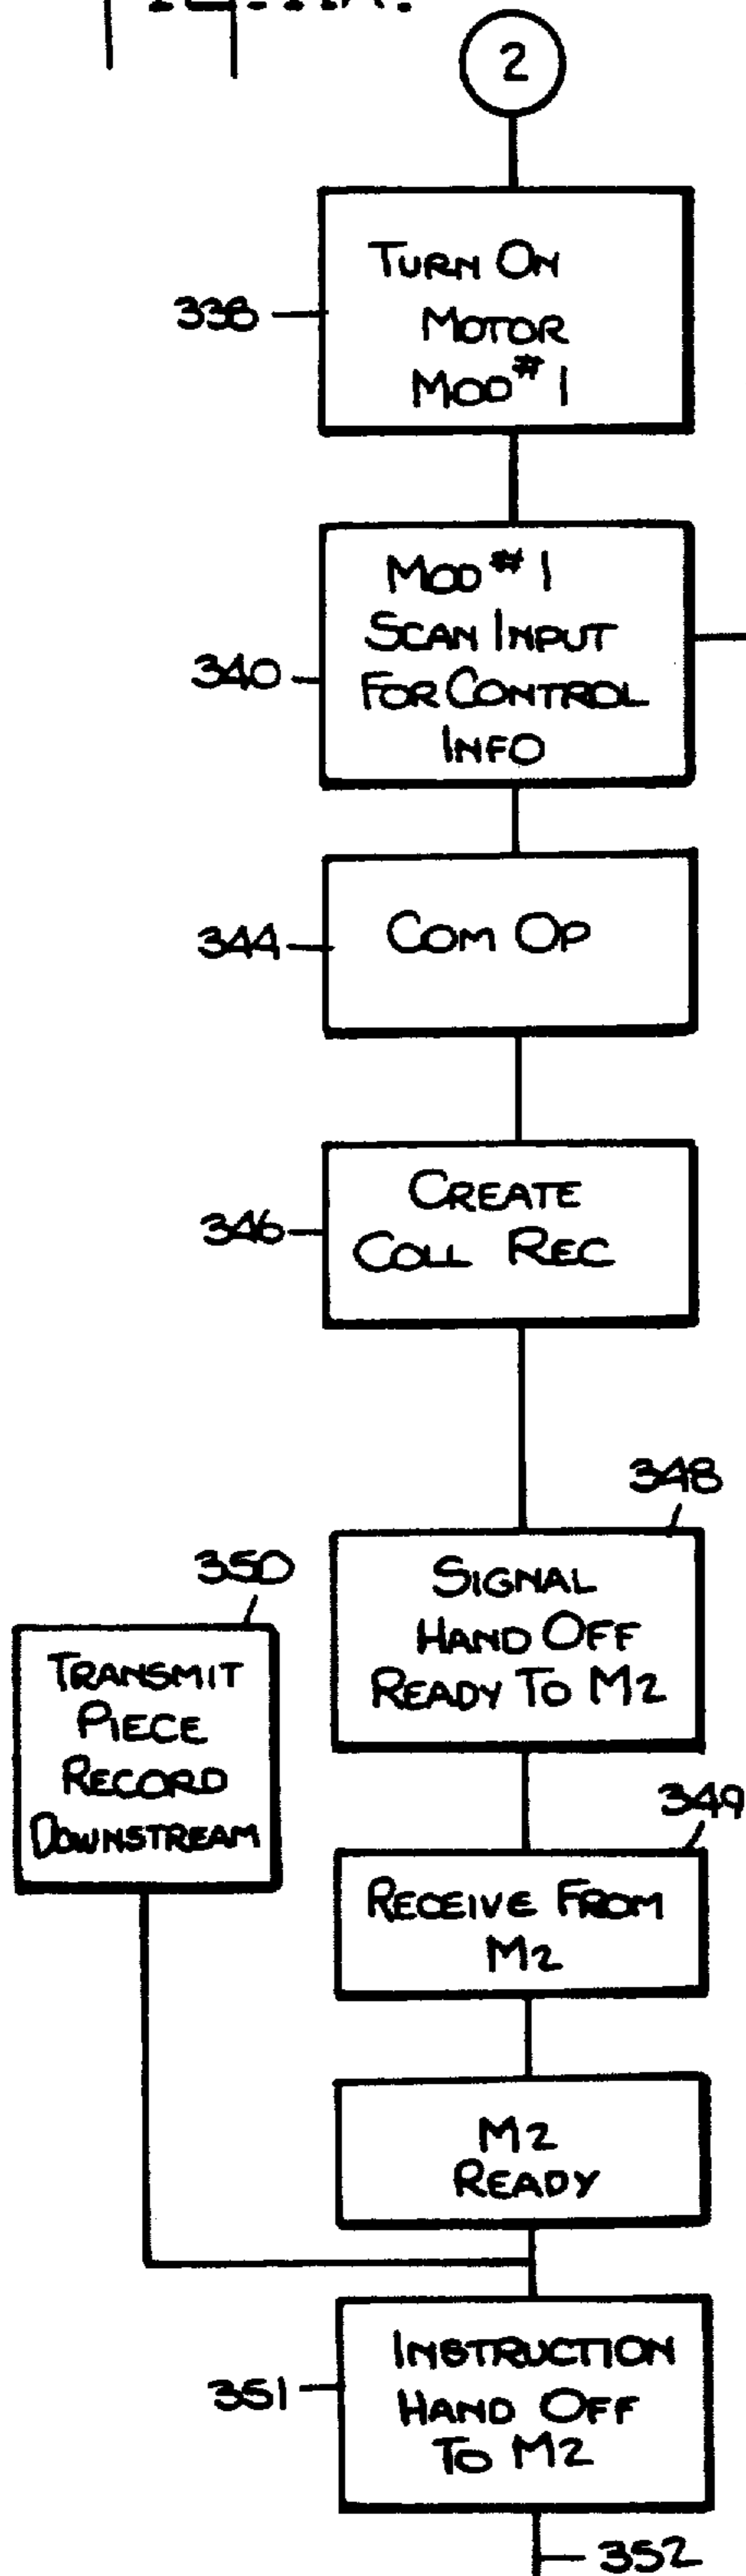 2
TURN ON
MOTOR
MOD #1
338
MOD #1
SCAN INPUT
FOR CONTROL
INFO
340
COM OP
344
CREATE
COLL REC
346
348
SIGNAL
HAND OFF
READY TO M2
350
TRANSMIT
PIECE
RECORD
DOWNSTREAM
349
RECEIVE FROM
M2
M2
READY
INSTRUCTION
HAND OFF
TO M2
351
352